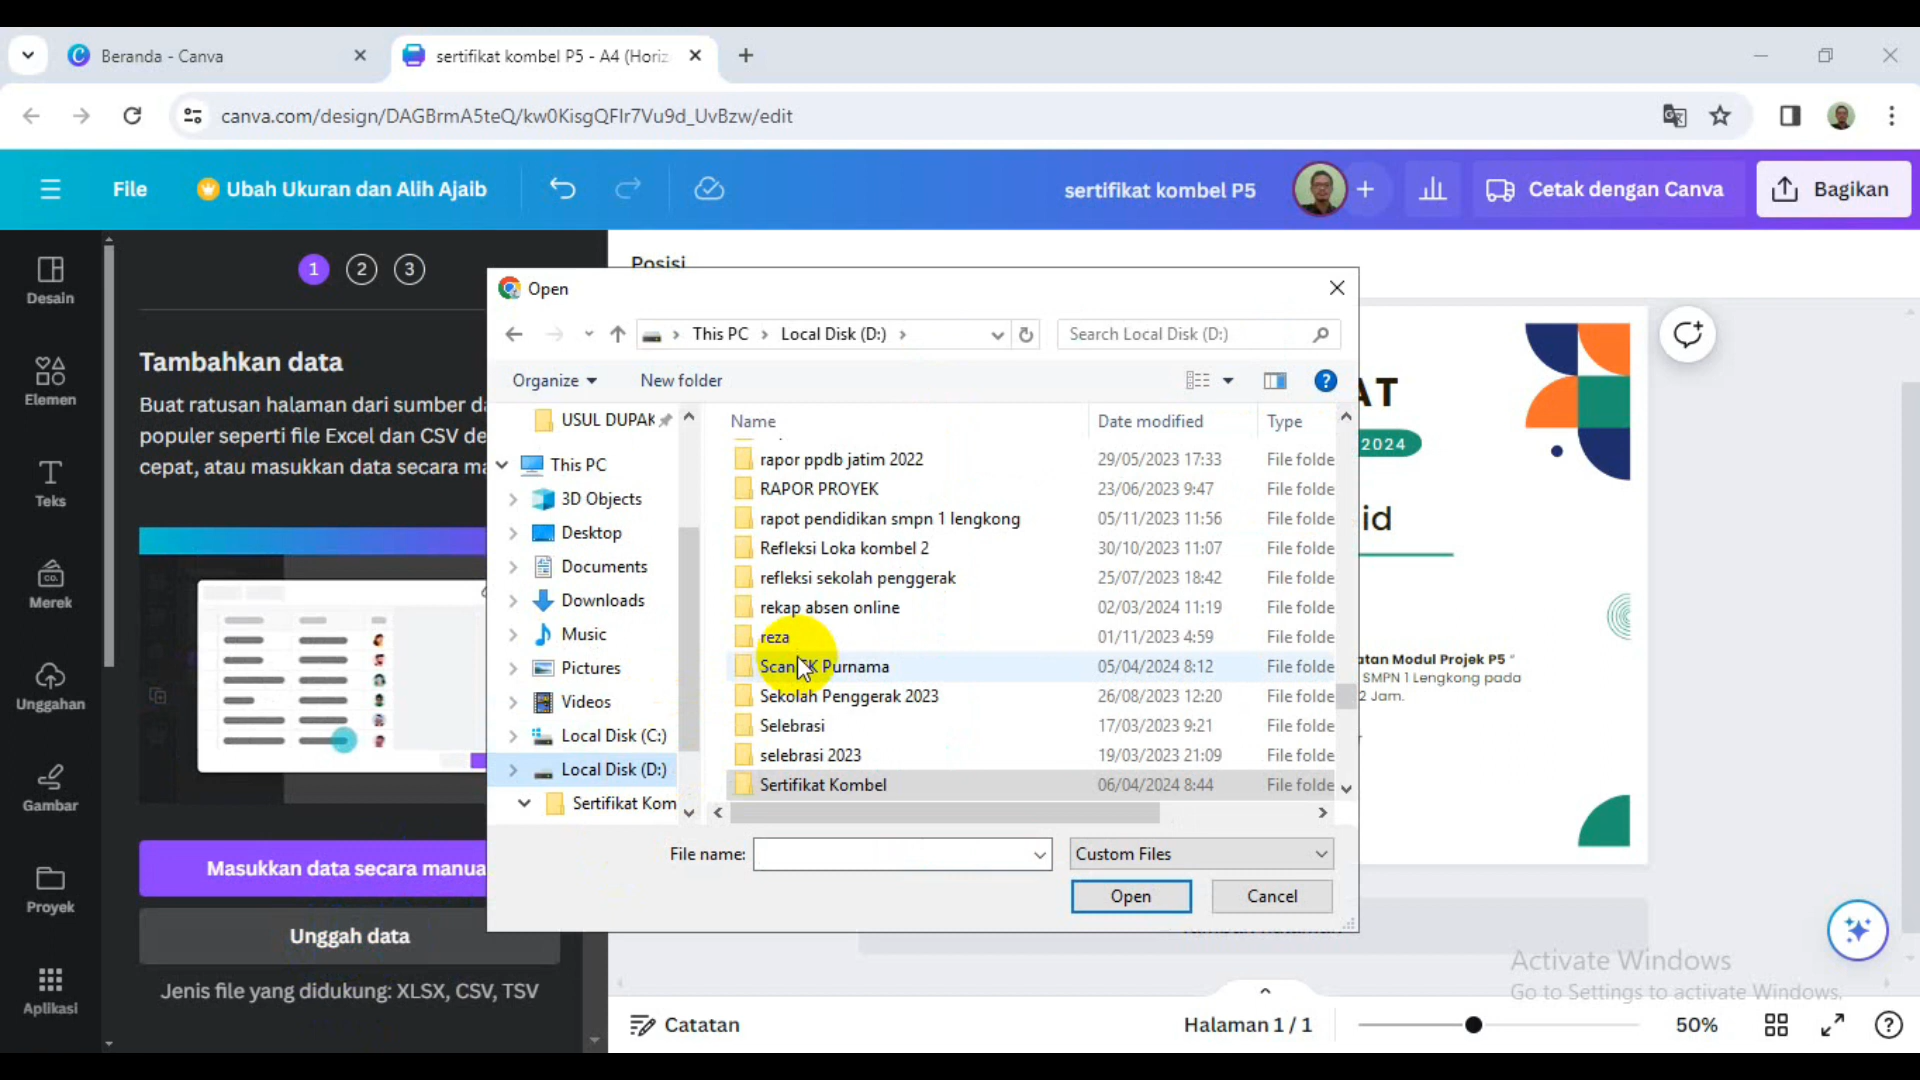 Beranda - Canva
sertifikat kombel P5 - A4 (Horiz
canva.com/design/DAGBrmA5teQ/kw0KisgQFIr7Vu9d_UvBzw/edit
File
Ubah Ukuran dan Alih Ajaib
sertifikat kombel P5
Cetak dengan Canva
Bagikan
Desain
Elemen
Teks
Merek
CO.
Unggahan
Gambar
Proyek
Aplikasi
1
2
3
Tambahkan data
Buat ratusan halaman dari sumber d
populer seperti file Excel dan CSV de
cepat, atau masukkan data secara ma
Masukkan data secara manua
Unggah data
Jenis file yang didukung: XLSX, CSV, TSV
Posisi
Open
This PC
Local Disk (D:)
Search Local Disk (D:)
Organize
New folder
?
USUL DUPAK
This PC
3D Objects
Desktop
Documents
Downloads
Music
Pictures
Videos
Local Disk (C:)
Local Disk (D:)
Sertifikat Kom
Name Date modified Type
rapor ppdb jatim 2022 29/05/2023 17:33 File folde
RAPOR PROYEK 23/06/2023 9:47 File folde
rapot pendidikan smpn 1 lengkong 05/11/2023 11:56 File folde
Refleksi Loka kombel 2 30/10/2023 11:07 File folde
refleksi sekolah penggerak 25/07/2023 18:42 File folde
rekap absen online 02/03/2024 11:19 File folde
reza 01/11/2023 4:59 File folde
Scan SK Purnama 05/04/2024 8:12 File folde
Sekolah Penggerak 2023 26/08/2023 12:20 File folde
Selebrasi 17/03/2023 9:21 File folde
selebrasi 2023 19/03/2023 21:09 File folde
Sertifikat Kombel 06/04/2024 8:44 File folde
File name:
Custom Files
Open
Cancel
AT
2024
id
atan Modul Projek P5 "
SMPN 1 Lengkong pada
2 Jam.
Activate Windows
Go to Settings to activate Windows.
Catatan
Halaman 1 / 1
50%
?